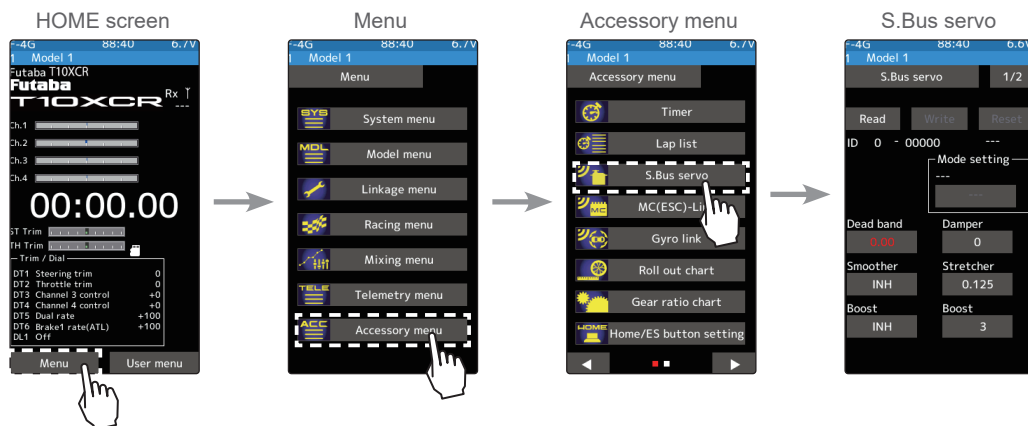 HOME screen
88:40 6.7V
1 Model 1
Futaba T10XCR
Futaba
T10XCR
Rx
---
Ch.1
Ch.2
Ch.3
Ch.4
00:00.00
ST Trim
TH Trim
Trim / Dial
DT1 Steering trim 0
DT2 Throttle trim 0
DT3 Channel 3 control +0
DT4 Channel 4 control +0
DT5 Dual rate +100
DT6 Brake1 rate(ATL) +100
DL1 Off
Menu User menu
Menu
F-4G 88:40 6.7V
1 Model 1
Menu
SYS System menu
MDL Model menu
Linkage menu
Racing menu
Mixing menu
TELE Telemetry menu
ACC Accessory menu
Accessory menu
F-4G 88:40 6.7V
1 Model 1
Accessory menu
Timer
Lap list
S.Bus servo
MC MC(ESC)-Li
Gyro link
Roll out chart
Gear ratio chart
HOME Home/ES button setting
S.Bus servo
F-4G 88:40 6.6V
1 Model 1
S.Bus servo 1/2
Read Write Reset
ID 0 - 00000 ---
Mode setting
---
---
Dead band Damper
0.00 0
Smoother Stretcher
INH 0.125
Boost Boost
INH 3